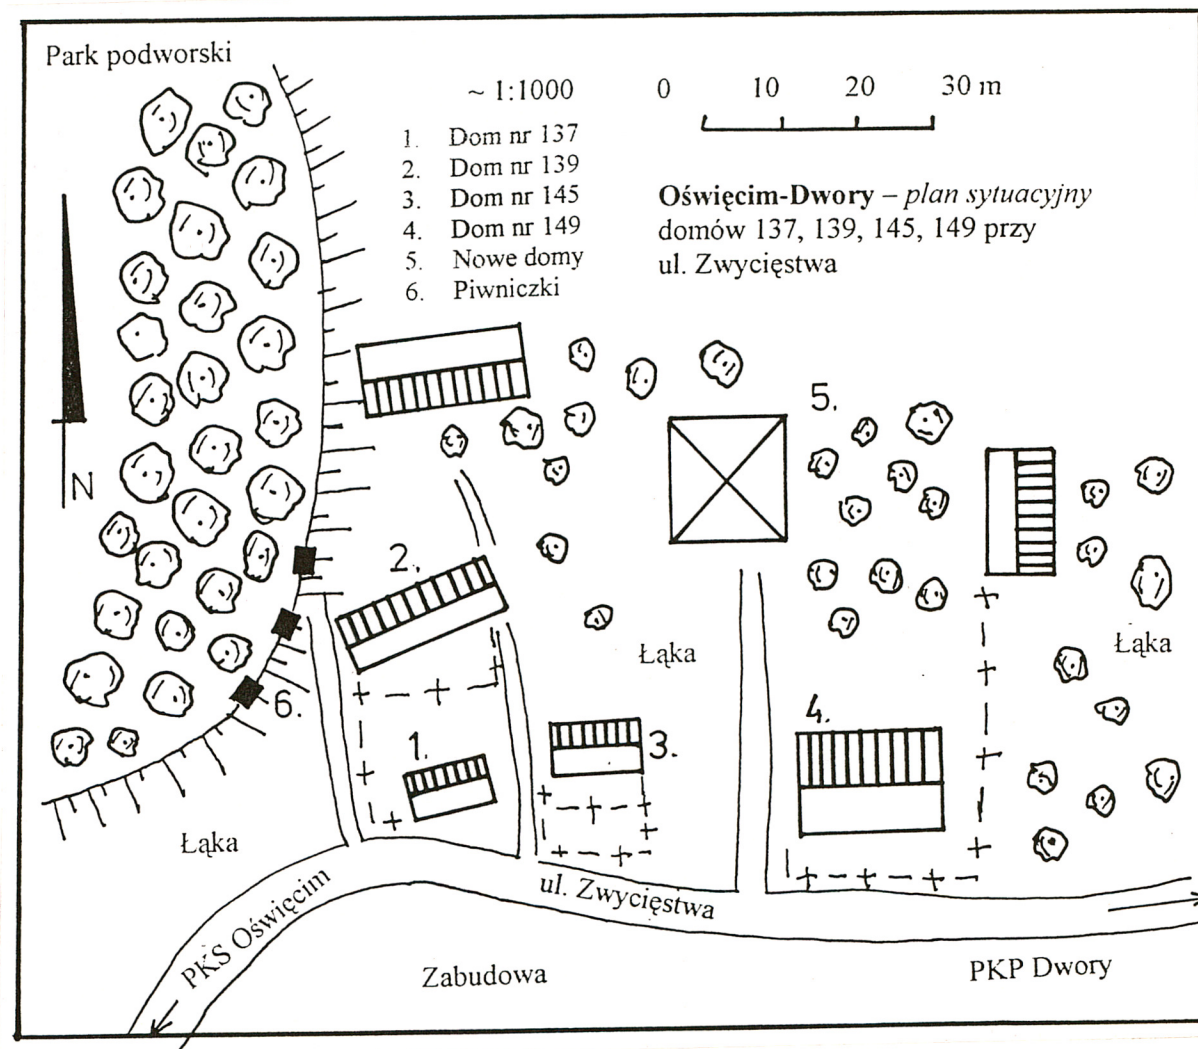 Park podworski
~ 1:1000
0 10 20 30 m
1. Dom nr 137
2. Dom nr 139
3. Dom nr 145
4. Dom nr 149
5. Nowe domy
6. Piwniczki
Oświęcim-Dwory – plan sytuacyjny
domów 137, 139, 145, 149 przy
ul. Zwycięstwa
N
5.
2.
Łąka
Łąka
6.
4.
1.
3.
Łąka
ul. Zwycięstwa
PKS Oświęcim
Zabudowa
PKP Dwory